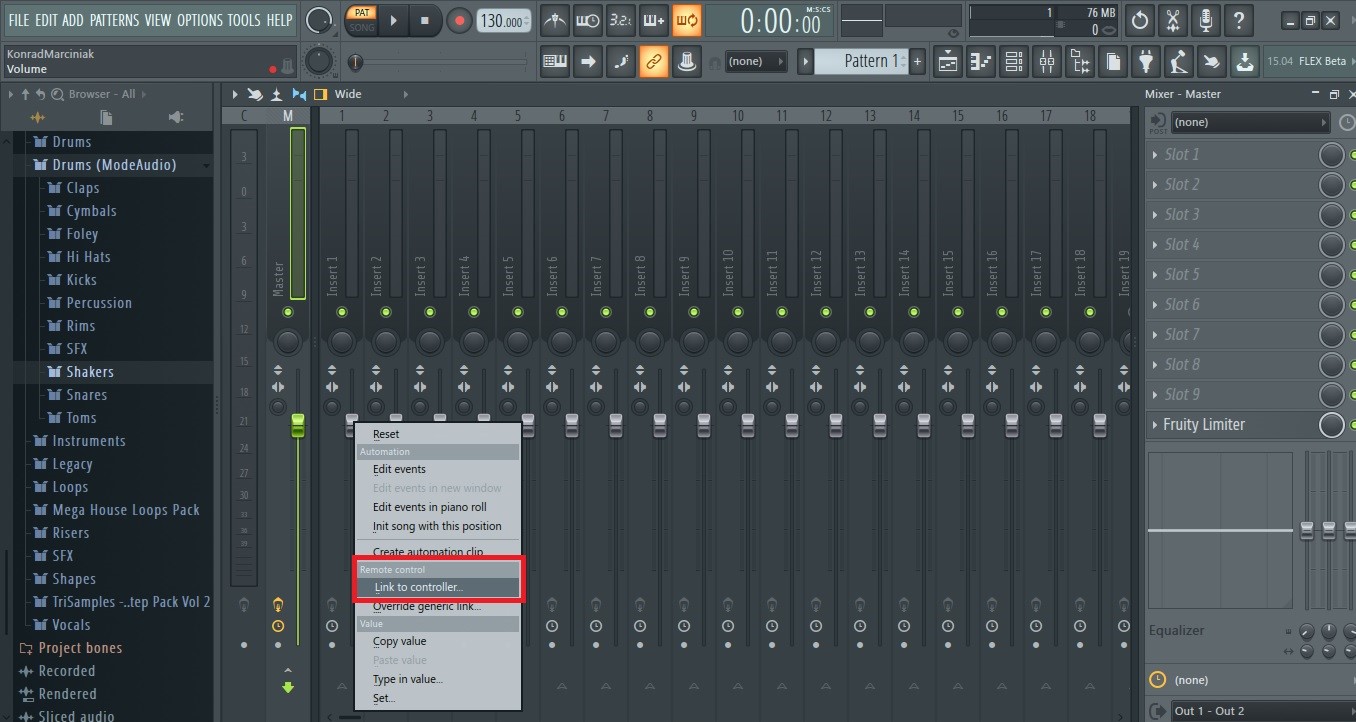 FILE EDIT ADD PATTERNS VIEW OPTIONS TOOLS HELP
PAT
SONG
130.000
3.2.
0:00:00
M:S:CS
1
76 MB
0
?
KonradMarciniak
Volume
(none)
Pattern 1
+
15.04 FLEX Beta
Browser - All
Wide
Mixer - Master
C M 1 2 3 4 5 6 7 8 9 10 11 12 13 14 15 16 17 18
POST
(none)
Drums
Drums (ModeAudio)
Claps
Cymbals
Foley
Hi Hats
Kicks
Percussion
Rims
SFX
Shakers
Snares
Toms
Instruments
Legacy
Loops
Mega House Loops Pack
Risers
SFX
Shapes
TriSamples -..tep Pack Vol 2
Vocals
Project bones
Recorded
Rendered
Sliced audio
3
0
3
6
9
12
15
18
21
24
27
30
Master
Insert 1
Insert 2
Insert 3
Insert 4
Insert 5
Insert 6
Insert 7
Insert 8
Insert 9
Insert 10
Insert 11
Insert 12
Insert 13
Insert 14
Insert 15
Insert 16
Insert 17
Insert 18
Insert 19
Reset
Automation
Edit events
Edit events in new window
Edit events in piano roll
Init song with this position
Create automation clip
Remote control
Link to controller...
Override generic link...
Value
Copy value
Paste value
Type in value...
Set...
Slot 1
Slot 2
Slot 3
Slot 4
Slot 5
Slot 6
Slot 7
Slot 8
Slot 9
Fruity Limiter
Equalizer
(none)
Out 1 - Out 2